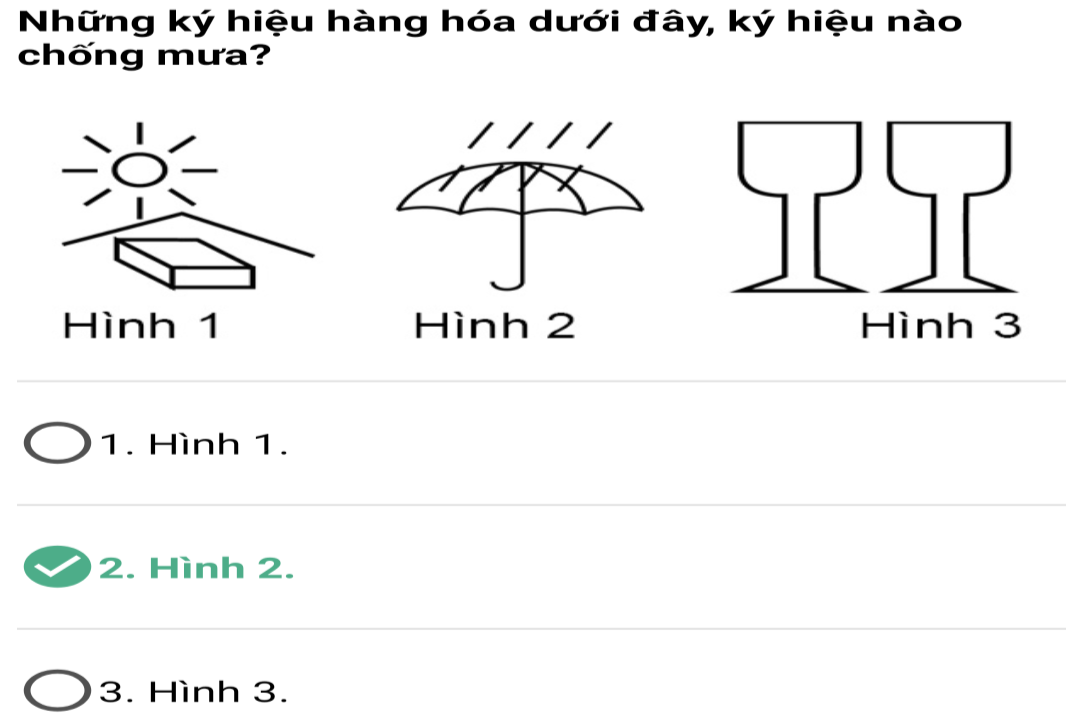 Những ký hiệu hàng hóa dưới đây, ký hiệu nào
chống mưa?
Hình 1
Hình 2
Hình 3
1. Hình 1.
2. Hình 2.
3. Hình 3.